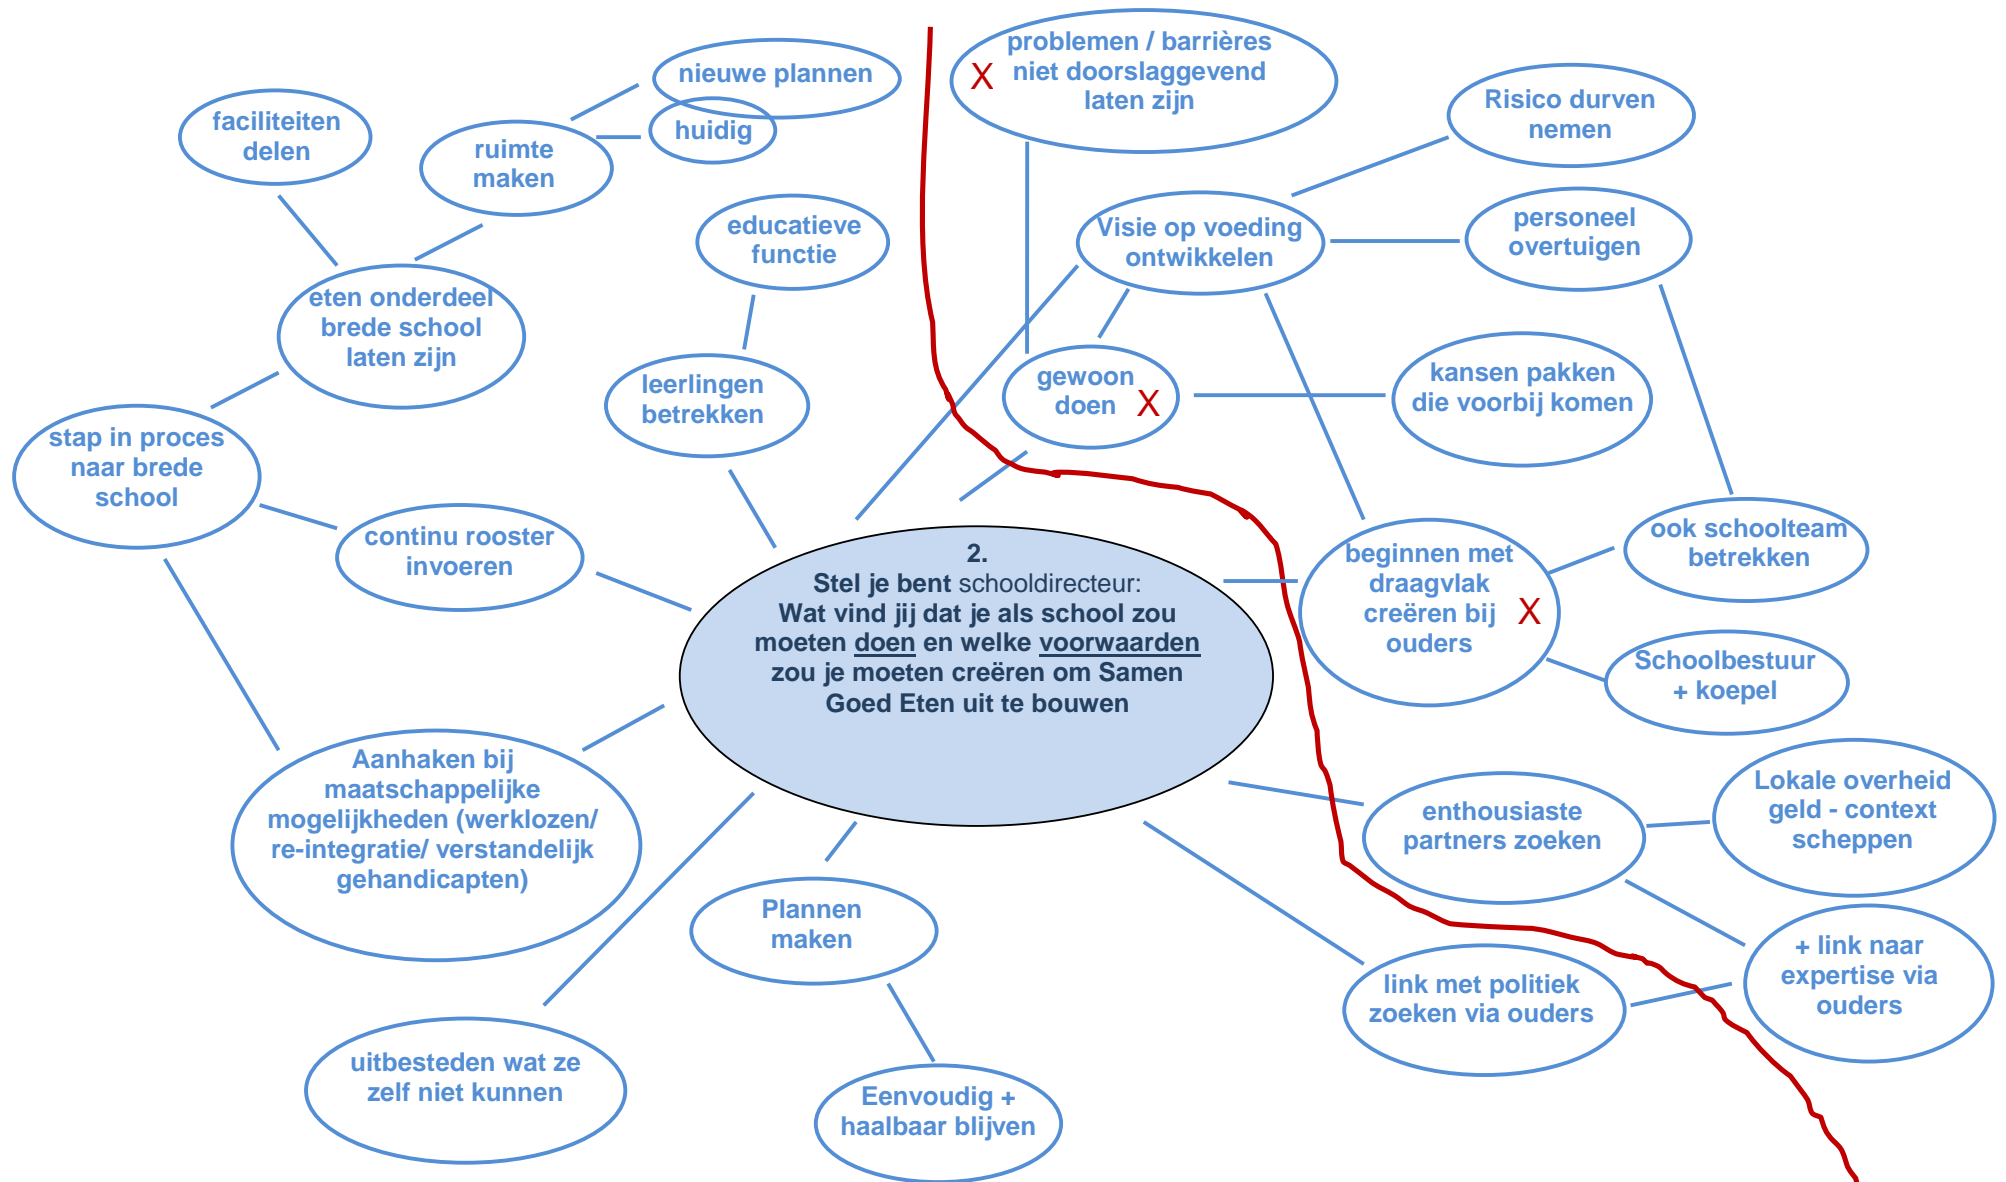 problemen / barrières
X niet doorslaggevend
laten zijn
nieuwe plannen
huidig
faciliteiten
delen
ruimte
maken
Risico durven
nemen
educatieve
functie
Visie op voeding
ontwikkelen
personeel
overtuigen
eten onderdeel
brede school
laten zijn
leerlingen
betrekken
gewoon
doen X
kansen pakken
die voorbij komen
stap in proces
naar brede
school
continu rooster
invoeren
2.
Stel je bent schooldirecteur:
Wat vind jij dat je als school zou
moeten doen en welke voorwaarden
zou je moeten creëren om Samen
Goed Eten uit te bouwen
beginnen met
draagvlak
creëren bij X
ouders
ook schoolteam
betrekken
Schoolbestuur
+ koepel
Aanhaken bij
maatschappelijke
mogelijkheden (werklozen/
re-integratie/ verstandelijk
gehandicapten)
enthousiaste
partners zoeken
Lokale overheid
geld - context
scheppen
Plannen
maken
link met politiek
zoeken via ouders
+ link naar
expertise via
ouders
uitbesteden wat ze
zelf niet kunnen
Eenvoudig +
haalbaar blijven